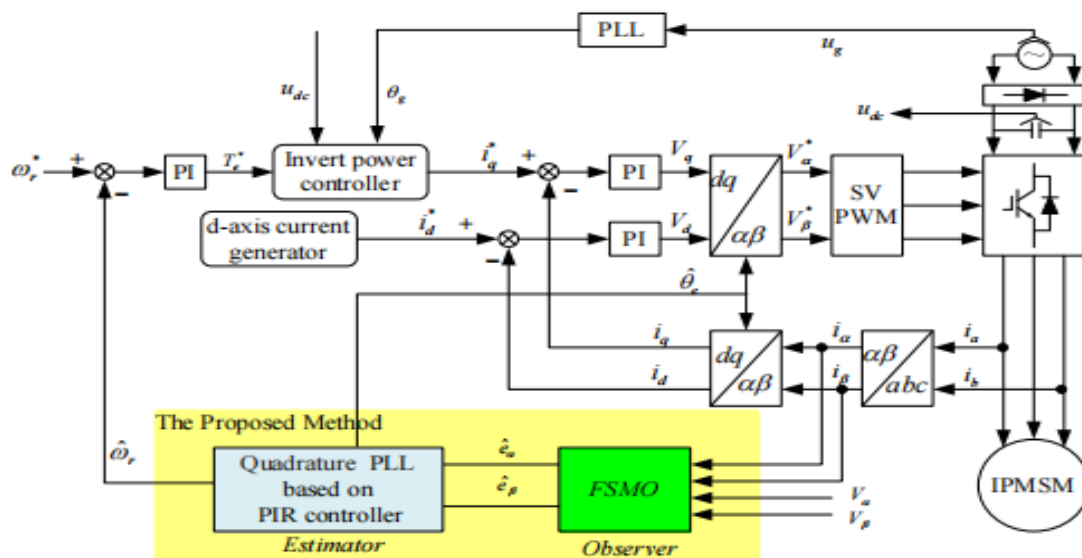 PLL
u_g
u_dc
θ_g
u_dc
ω_r^*
+
−
PI
T_e^*
Invert power
controller
i_q^*
+
−
PI
V_q
dq
αβ
V_α^*
SV
PWM
d-axis current
generator
i_d^*
+
−
PI
V_d
V_β^*
θ̂_e
i_q
i_d
dq
αβ
i_α
i_β
αβ
abc
i_a
i_b
The Proposed Method
ω̂_r
Quadrature PLL
based on
PIR controller
Estimator
ê_α
ê_β
FSMO
Observer
V_α
V_β
IPMSM